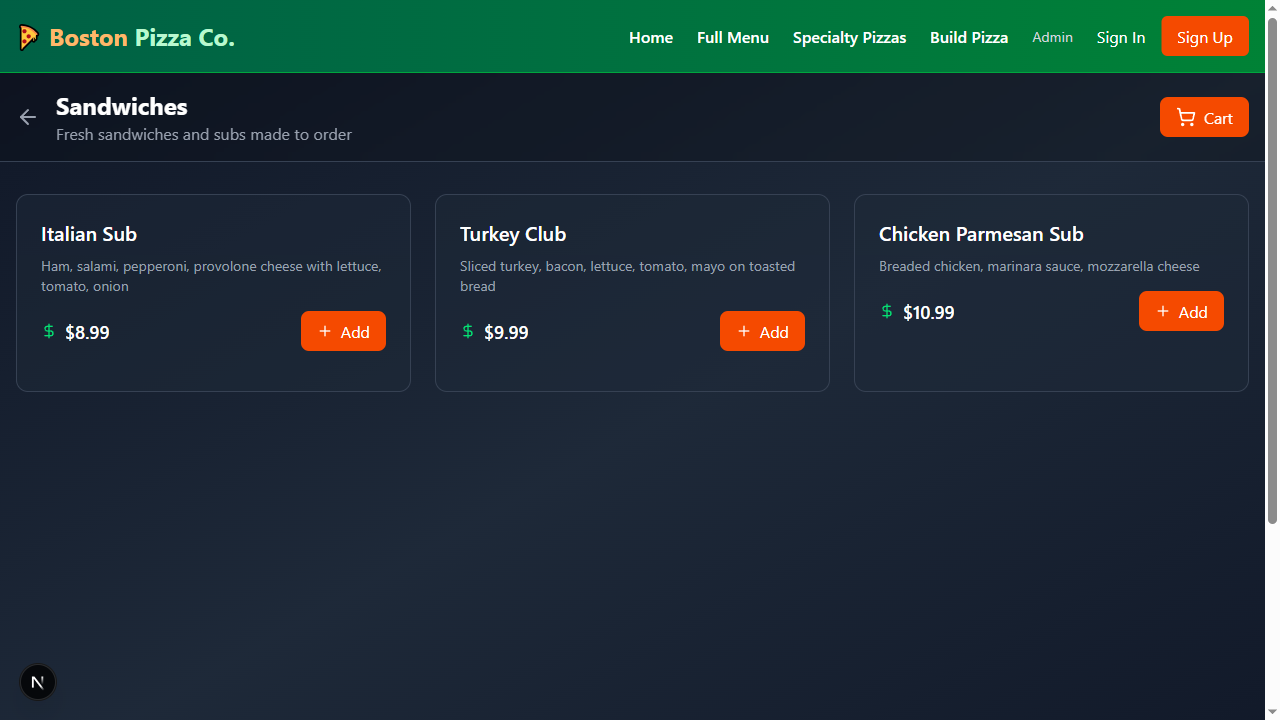 Boston Pizza Co.
Home
Full Menu
Specialty Pizzas
Build Pizza
Admin
Sign In
Sign Up
Sandwiches
Fresh sandwiches and subs made to order
Cart
Italian Sub
Ham, salami, pepperoni, provolone cheese with lettuce,
tomato, onion
$ $8.99
+ Add
Turkey Club
Sliced turkey, bacon, lettuce, tomato, mayo on toasted
bread
$ $9.99
+ Add
Chicken Parmesan Sub
Breaded chicken, marinara sauce, mozzarella cheese
$ $10.99
+ Add
N